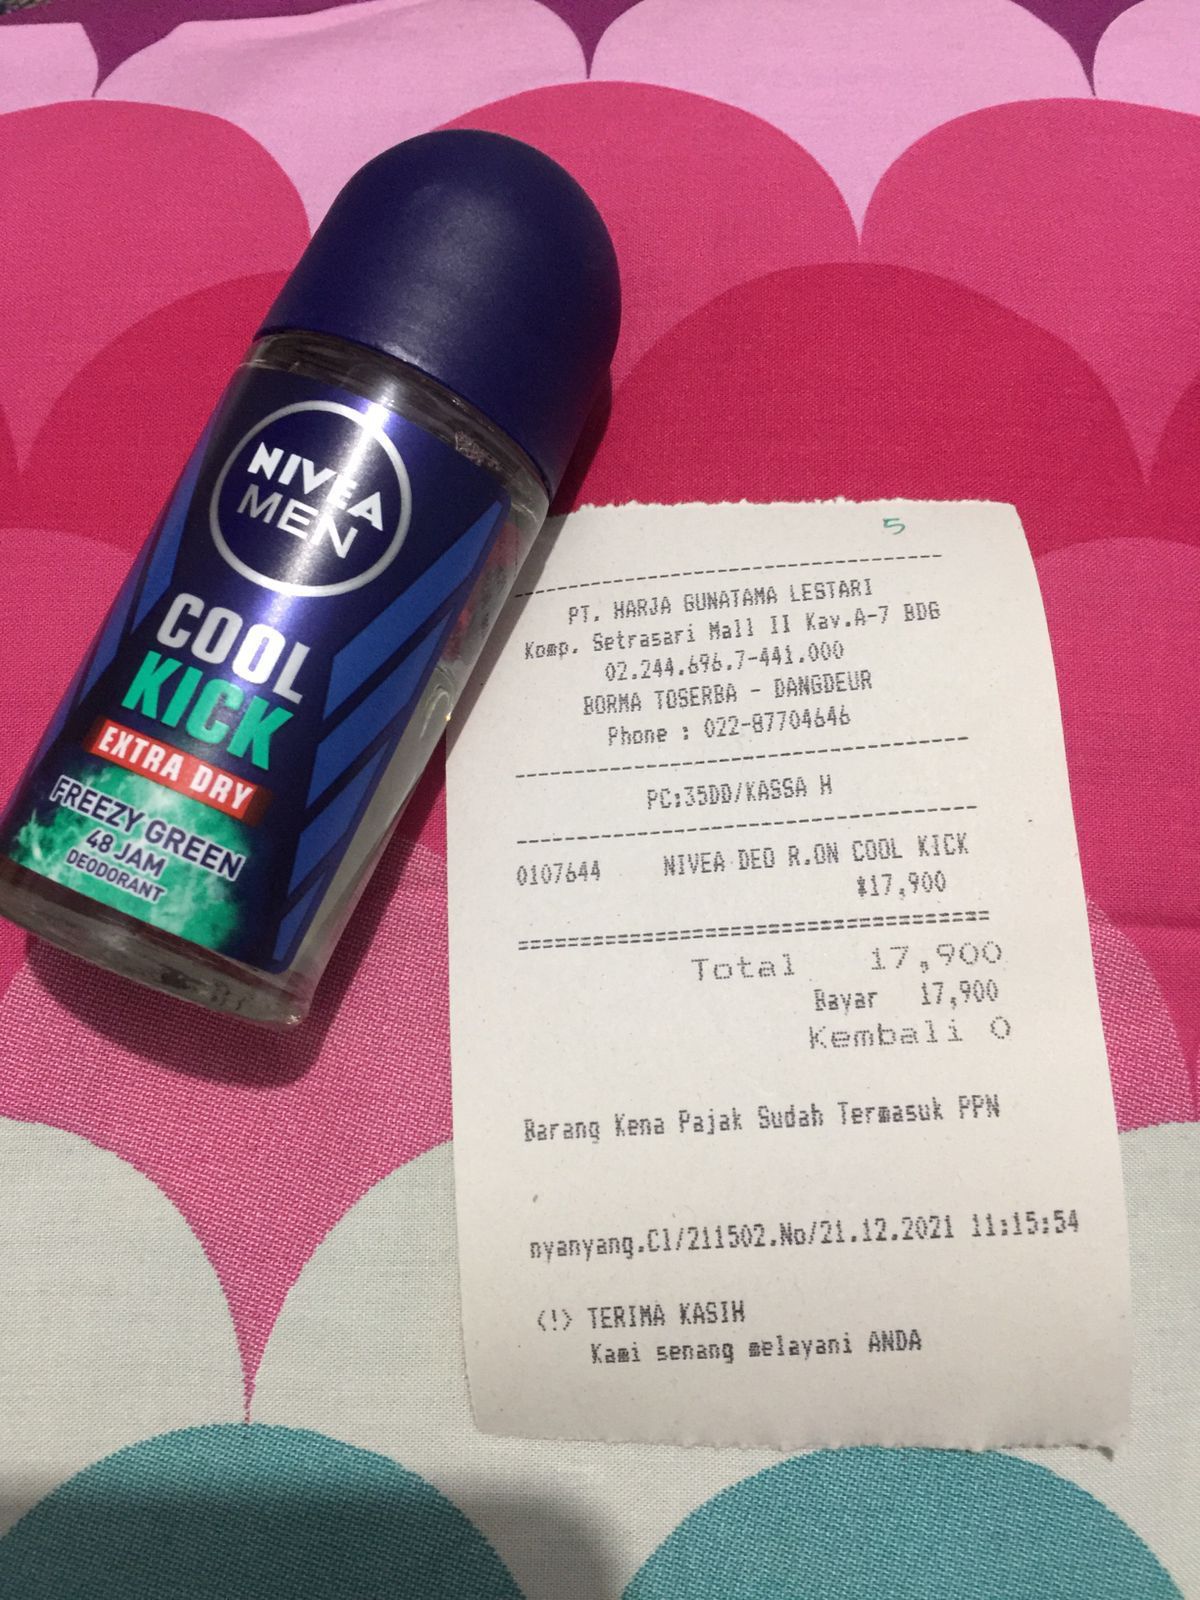 NIVEA
MEN
COOL
KICK
EXTRA DRY
FREEZY GREEN
48 JAM
DEODORANT
5
--------------------------------
PT. HARJA GUNATAMA LESTARI
Komp. Setrasari Mall II Kav.A-7 BDG
02.244.696.7-441.000
BORMA TOSERBA - DANGDEUR
Phone : 022-87704646
--------------------------------
PC:35DD/KASSA H
--------------------------------
0107644 NIVEA DEO R.ON COOL KICK
*17,900
================================
Total 17,900
Bayar 17,900
Kembali 0
Barang Kena Pajak Sudah Termasuk PPN
nyanyang.Cl/211502.No/21.12.2021 11:15:54
<!> TERIMA KASIH
Kami senang melayani ANDA